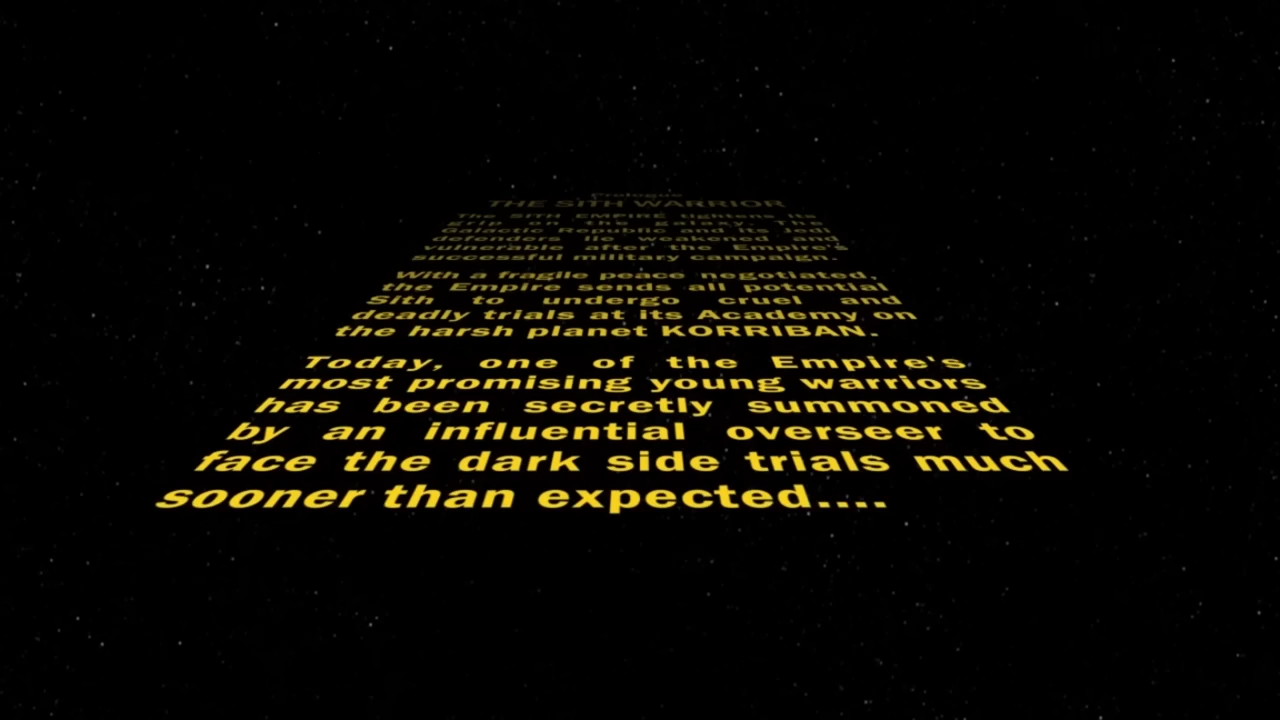 Prologue
THE SITH WARRIOR
The SITH EMPIRE tightens its
grip on the galaxy. The
Galactic Republic and its Jedi
defenders lie weakened and
vulnerable after the Empire's
successful military campaign.
With a fragile peace negotiated,
the Empire sends all potential
Sith to undergo cruel and
deadly trials at its Academy on
the harsh planet KORRIBAN.
Today, one of the Empire's
most promising young warriors
has been secretly summoned
by an influential overseer to
face the dark side trials much
sooner than expected....